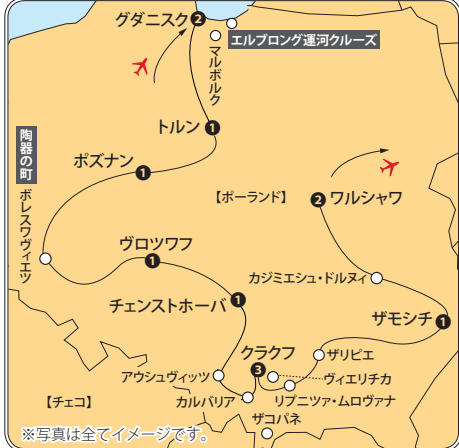 グダニスク
2
エルブロング運河クルーズ
マルボルク
トルン
1
陶器の町
ボレスワヴィエツ
ポズナン
1
【ポーランド】
2
ワルシャワ
ヴロツワフ
1
カジミエシュ・ドルヌィ
チェンストホーバ
1
ザモシチ
1
クラクフ
3
ザリピエ
アウシュヴィッツ
ヴィエリチカ
リプニツァ・ムロヴァナ
【チェコ】
カルバリア
ザコパネ
※写真は全てイメージです。